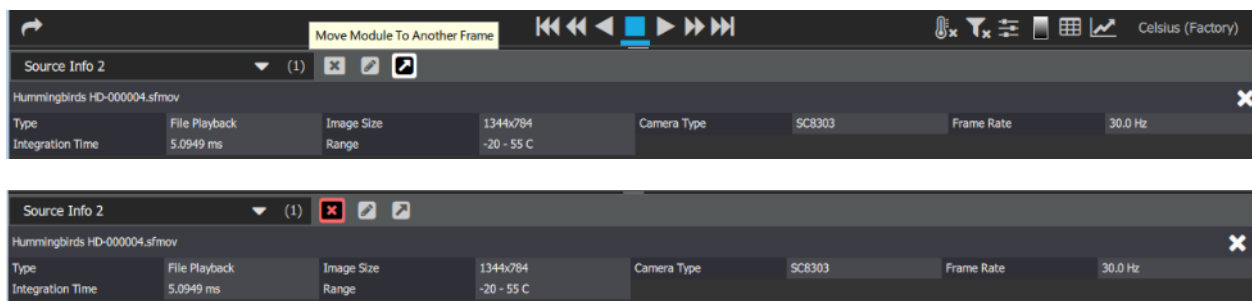 Move Module To Another Frame
Celsius (Factory)
Source Info 2 (1)
Hummingbirds HD-000004.sfmov
Type File Playback Image Size 1344x784 Camera Type SC8303 Frame Rate 30.0 Hz
Integration Time 5.0949 ms Range -20 - 55 C
Source Info 2 (1)
Hummingbirds HD-000004.sfmov
Type File Playback Image Size 1344x784 Camera Type SC8303 Frame Rate 30.0 Hz
Integration Time 5.0949 ms Range -20 - 55 C